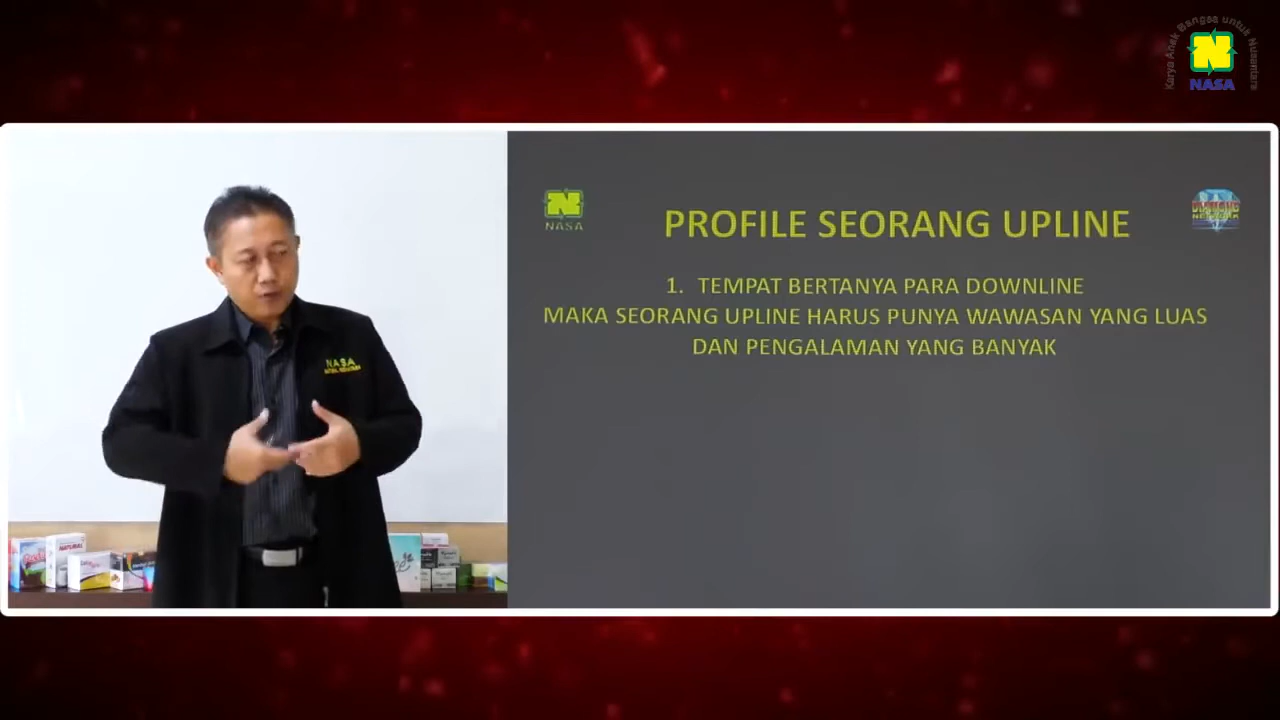 Karya Anak Bangsa untuk Nusantara
NASA
NASA
PROFILE SEORANG UPLINE
1. TEMPAT BERTANYA PARA DOWNLINE
MAKA SEORANG UPLINE HARUS PUNYA WAWASAN YANG LUAS
DAN PENGALAMAN YANG BANYAK
NASA
NATURAL